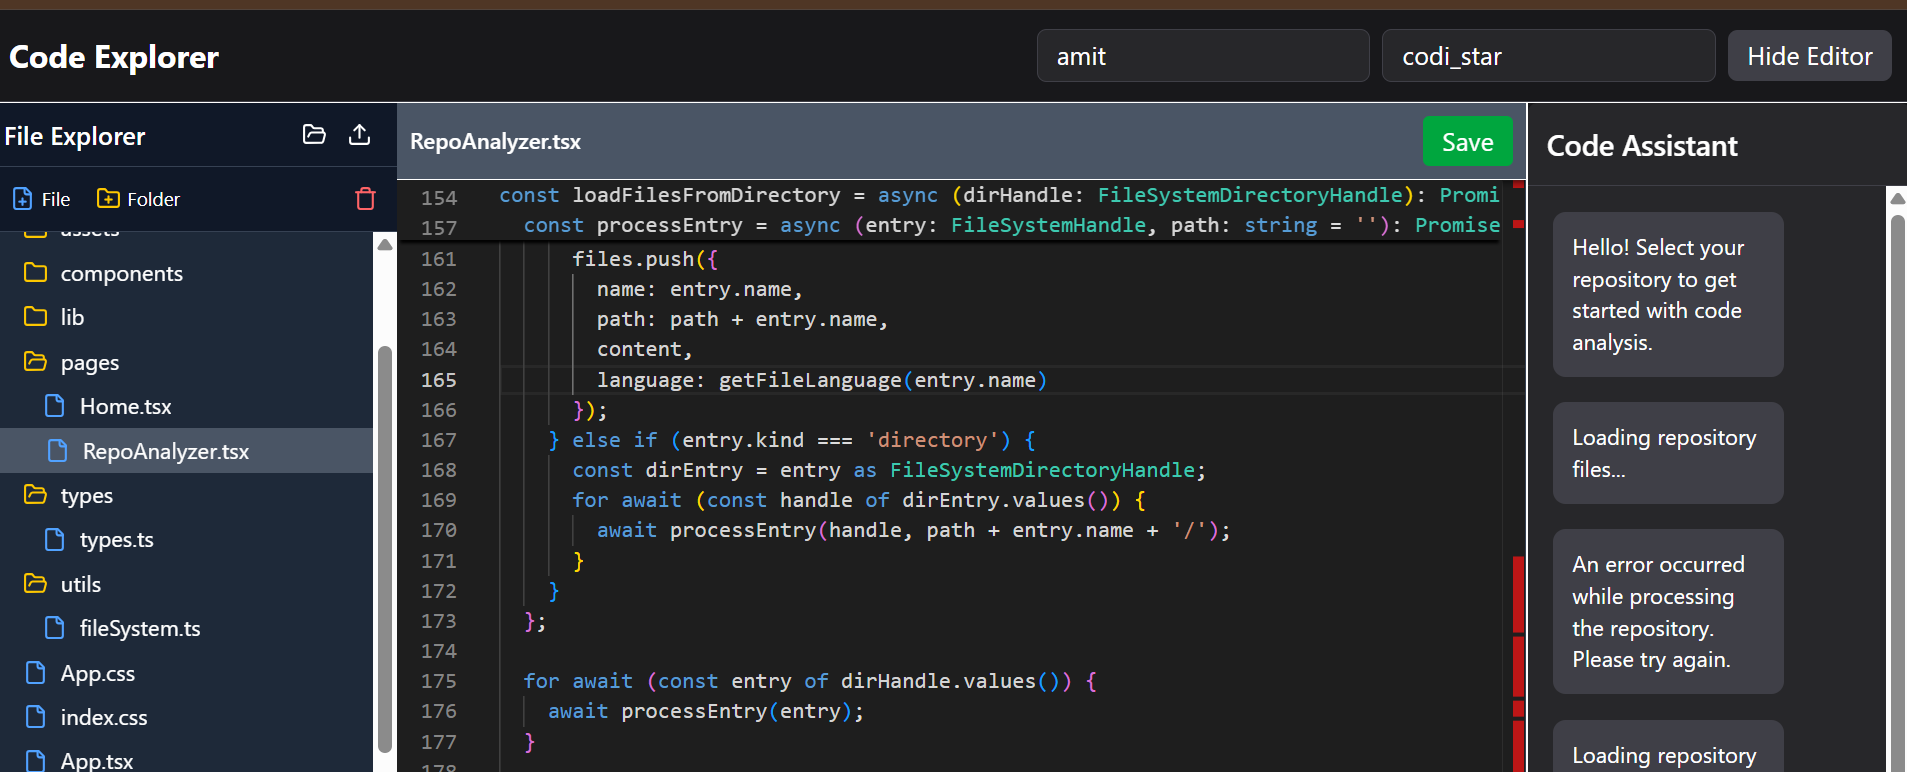 Code Explorer
amit
codi_star
Hide Editor
File Explorer
File
Folder
assets
components
lib
pages
Home.tsx
RepoAnalyzer.tsx
types
types.ts
utils
fileSystem.ts
App.css
index.css
App.tsx
RepoAnalyzer.tsx
Save
154 const loadFilesFromDirectory = async (dirHandle: FileSystemDirectoryHandle): Promi
157 const processEntry = async (entry: FileSystemHandle, path: string = ''): Promise
161 files.push({
162 name: entry.name,
163 path: path + entry.name,
164 content,
165 language: getFileLanguage(entry.name)
166 });
167 } else if (entry.kind === 'directory') {
168 const dirEntry = entry as FileSystemDirectoryHandle;
169 for await (const handle of dirEntry.values()) {
170 await processEntry(handle, path + entry.name + '/');
171 }
172 }
173 };
174
175 for await (const entry of dirHandle.values()) {
176 await processEntry(entry);
177 }
178
Code Assistant
Hello! Select your
repository to get
started with code
analysis.
Loading repository
files...
An error occurred
while processing
the repository.
Please try again.
Loading repository